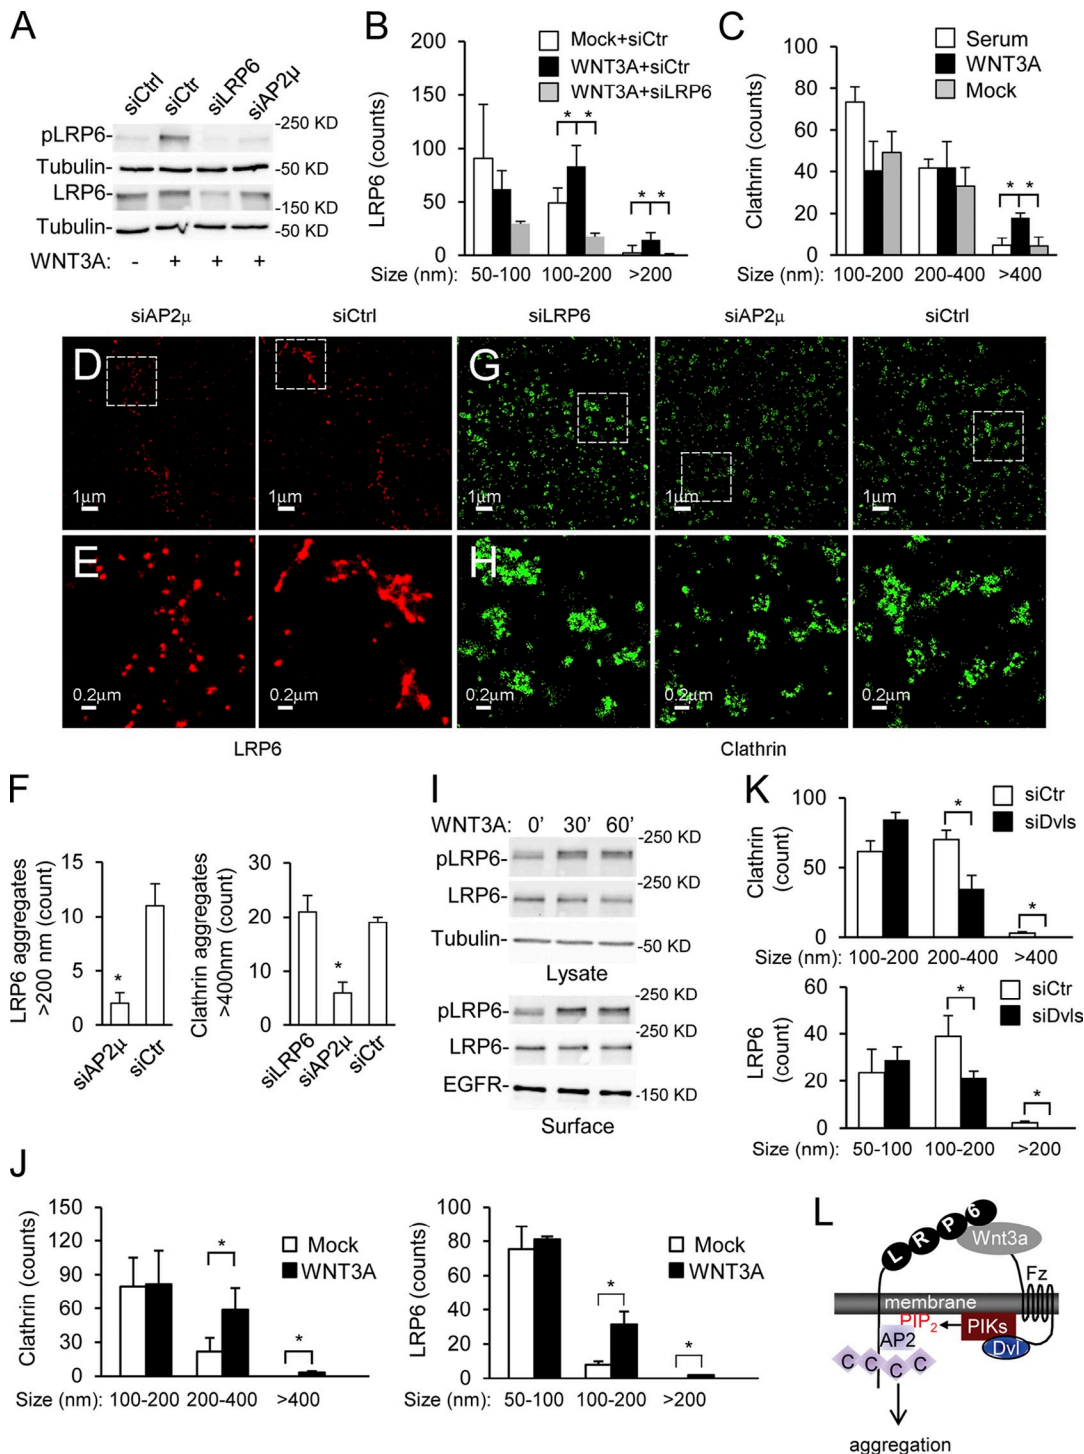 A
siCtrl siCtr siLRP6 siAP2μ
-250 KD
pLRP6-
Tubulin-
-50 KD
LRP6-
-150 KD
Tubulin-
-50 KD
WNT3A: - + + +
B
LRP6 (counts)
200
150
100
50
0
Mock+siCtr
WNT3A+siCtr
WNT3A+siLRP6
* *
* *
Size (nm): 50-100 100-200 >200
C
Clathrin (counts)
100
80
60
40
20
0
Serum
WNT3A
Mock
* *
Size (nm): 100-200 200-400 >400
siAP2μ siCtrl siLRP6 siAP2μ siCtrl
D
G
1μm 1μm 1μm 1μm 1μm
E
H
0.2μm 0.2μm 0.2μm 0.2μm 0.2μm
LRP6 Clathrin
F
LRP6 aggregates
>200 nm (count)
15
10
5
0
*
siAP2μ siCtr
Clathrin aggregates
>400nm (count)
30
20
10
0
*
siLRP6 siAP2μ siCtr
I
WNT3A: 0' 30' 60'
-250 KD
pLRP6-
-250 KD
LRP6-
Tubulin-
-50 KD
Lysate
pLRP6-
-250 KD
-250 KD
LRP6-
EGFR-
-150 KD
Surface
K
Clathrin
(count)
100
50
0
siCtr
siDvls
*
*
Size (nm): 100-200 200-400 >400
LRP6
(count)
60
40
20
0
siCtr
siDvls
*
*
Size (nm): 50-100 100-200 >200
J
Clathrin (counts)
150
120
90
60
30
0
Mock
WNT3A
*
*
Size (nm): 100-200 200-400 >400
LRP6 (counts)
100
80
60
40
20
0
Mock
WNT3A
*
*
Size (nm): 50-100 100-200 >200
L
L R P 6
Wnt3a
Fz
membrane
PIP2
PIKs
AP2
Dvl
C C C C
aggregation